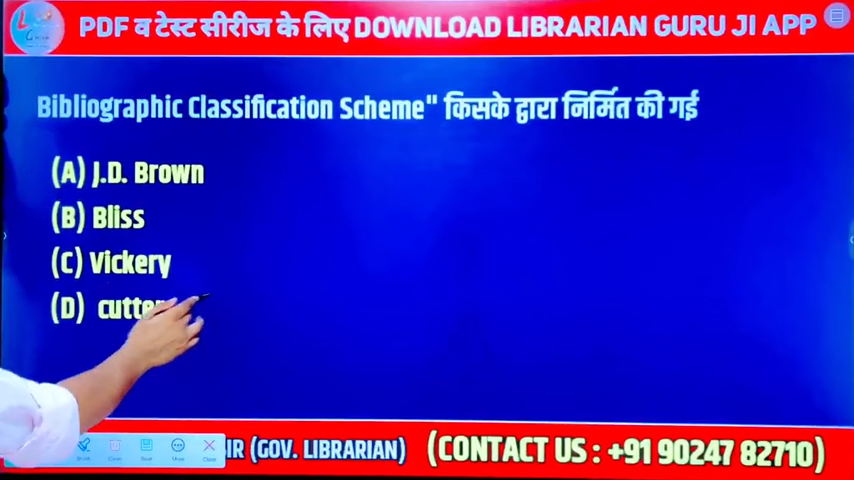 PDF व टेस्ट सीरीज के लिए DOWNLOAD LIBRARIAN GURU JI APP
Bibliographic Classification Scheme" किसके द्वारा निर्मित की गई
(A) J.D. Brown
(B) Bliss
(C) Vickery
(D) cutter
IR (GOV. LIBRARIAN) (CONTACT US : +91 90247 82710)